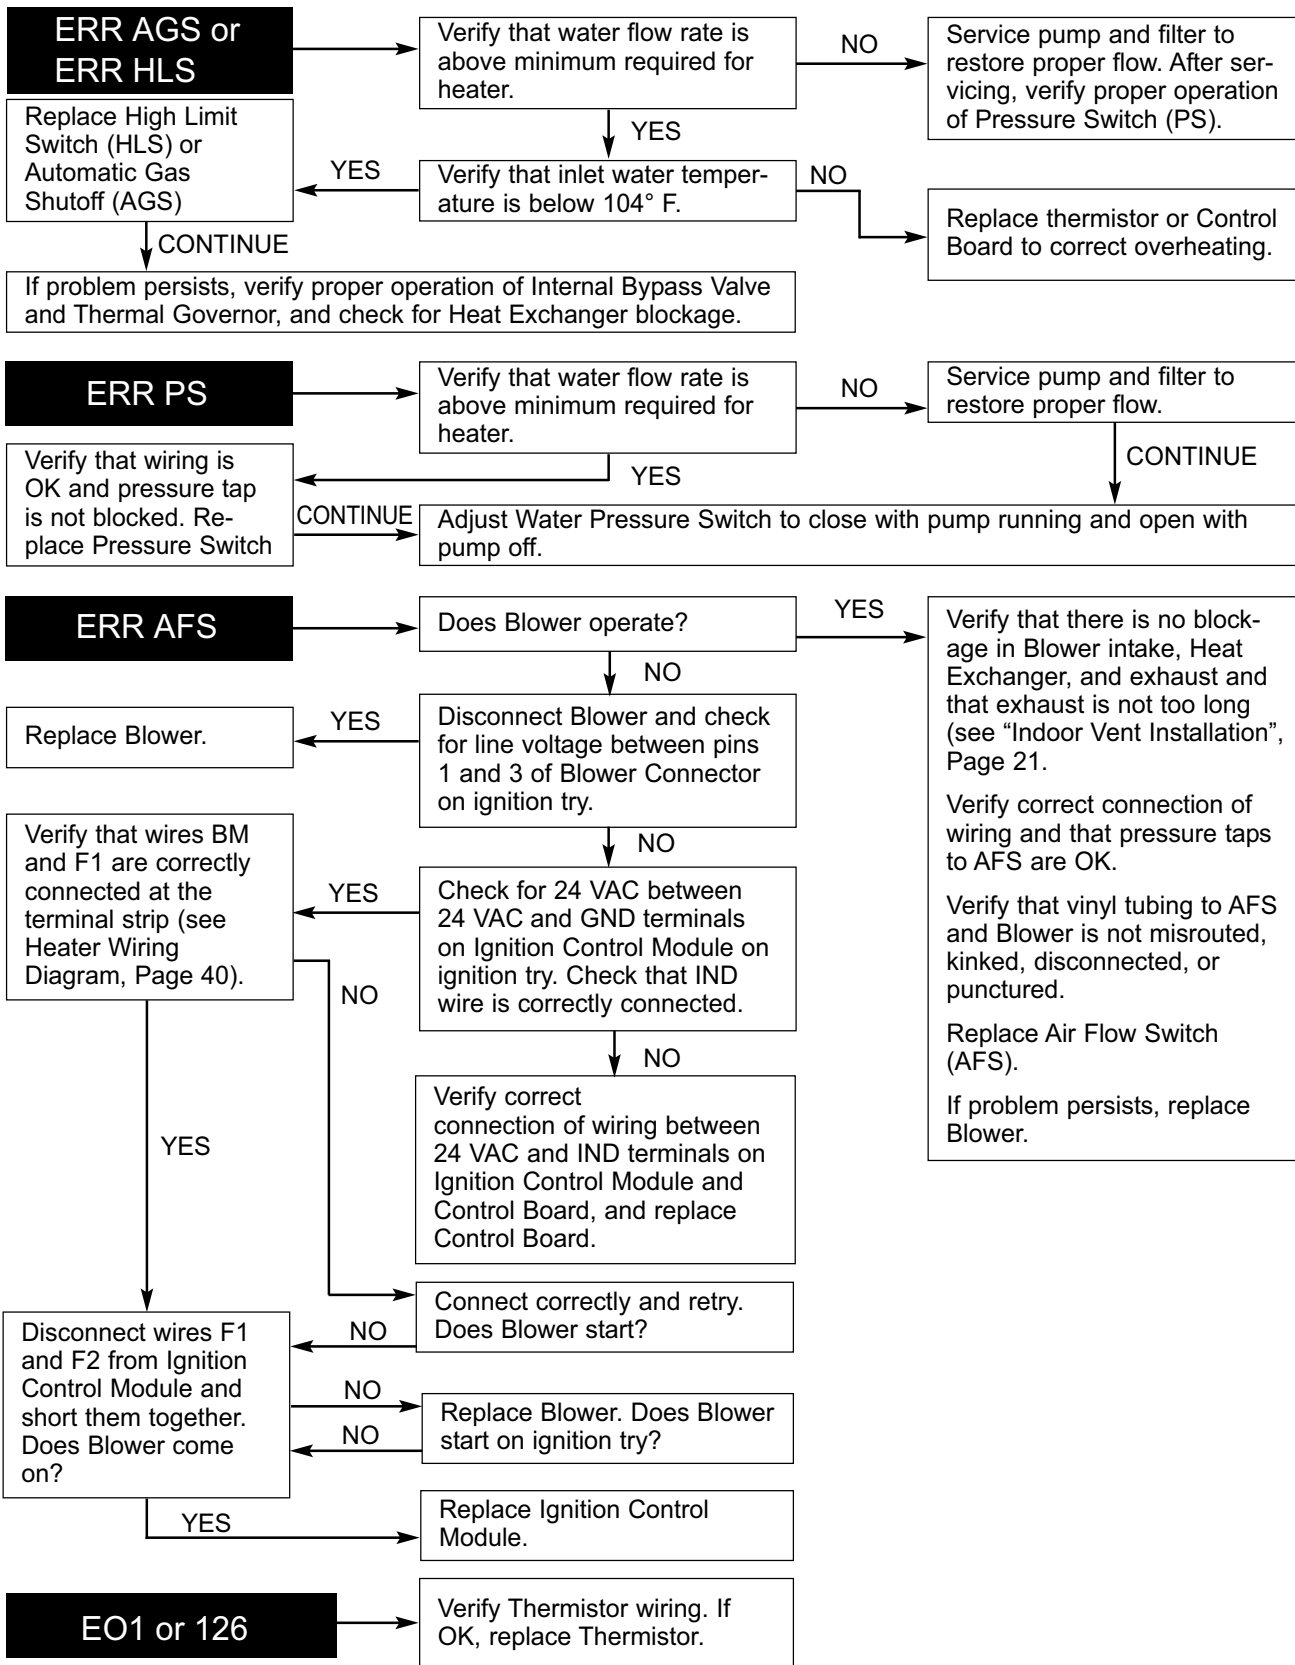 ERR AGS or
ERR HLS
Verify that water flow rate is
above minimum required for
heater.
NO
Service pump and filter to
restore proper flow. After ser-
vicing, verify proper operation
of Pressure Switch (PS).
YES
Replace High Limit
Switch (HLS) or
Automatic Gas
Shutoff (AGS)
YES
Verify that inlet water temper-
ature is below 104° F.
NO
Replace thermistor or Control
Board to correct overheating.
CONTINUE
If problem persists, verify proper operation of Internal Bypass Valve
and Thermal Governor, and check for Heat Exchanger blockage.
ERR PS
Verify that water flow rate is
above minimum required for
heater.
NO
Service pump and filter to
restore proper flow.
YES
CONTINUE
Verify that wiring is
OK and pressure tap
is not blocked. Re-
place Pressure Switch
CONTINUE
Adjust Water Pressure Switch to close with pump running and open with
pump off.
ERR AFS
Does Blower operate?
YES
Verify that there is no block-
age in Blower intake, Heat
Exchanger, and exhaust and
that exhaust is not too long
(see “Indoor Vent Installation”,
Page 21.
Verify correct connection of
wiring and that pressure taps
to AFS are OK.
Verify that vinyl tubing to AFS
and Blower is not misrouted,
kinked, disconnected, or
punctured.
Replace Air Flow Switch
(AFS).
If problem persists, replace
Blower.
NO
Replace Blower.
YES
Disconnect Blower and check
for line voltage between pins
1 and 3 of Blower Connector
on ignition try.
NO
Verify that wires BM
and F1 are correctly
connected at the
terminal strip (see
Heater Wiring
Diagram, Page 40).
YES
Check for 24 VAC between
24 VAC and GND terminals
on Ignition Control Module on
ignition try. Check that IND
wire is correctly connected.
NO
NO
Verify correct
connection of wiring between
24 VAC and IND terminals on
Ignition Control Module and
Control Board, and replace
Control Board.
YES
Connect correctly and retry.
Does Blower start?
NO
Disconnect wires F1
and F2 from Ignition
Control Module and
short them together.
Does Blower come
on?
NO
NO
Replace Blower. Does Blower
start on ignition try?
YES
Replace Ignition Control
Module.
EO1 or 126
Verify Thermistor wiring. If
OK, replace Thermistor.